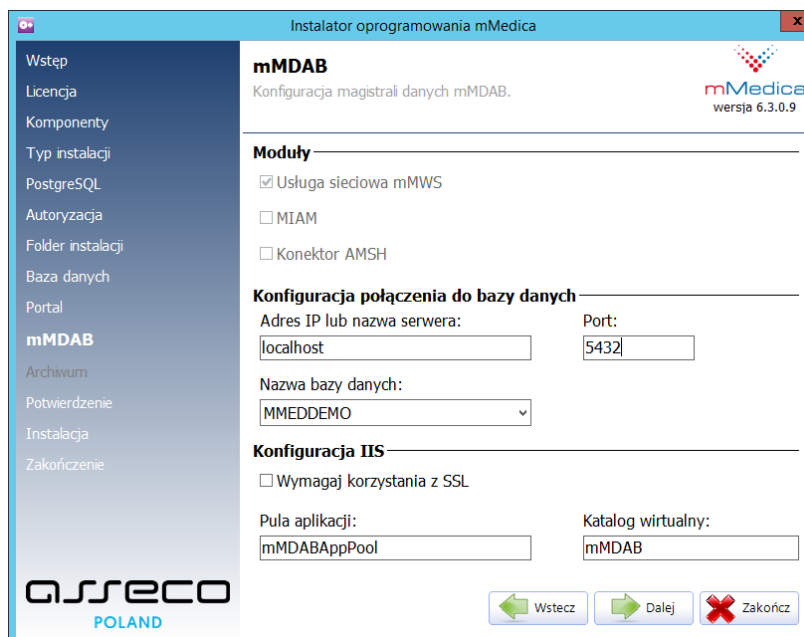 Instalator oprogramowania mMedica
x
Wstęp
Licencja
Komponenty
Typ instalacji
PostgreSQL
Autoryzacja
Folder instalacji
Baza danych
Portal
mMDAB
Archiwum
Potwierdzenie
Instalacja
Zakończenie
asseco
POLAND
mMDAB
Konfiguracja magistrali danych mMDAB.
mMedica
wersja 6.3.0.9
Moduły
Usługa sieciowa mMWS
MIAM
Konektor AMSH
Konfiguracja połączenia do bazy danych
Adres IP lub nazwa serwera: Port:
localhost 5432
Nazwa bazy danych:
MMEDDEMO
Konfiguracja IIS
Wymagaj korzystania z SSL
Pula aplikacji: Katalog wirtualny:
mMDABAppPool mMDAB
Wstecz Dalej Zakończ